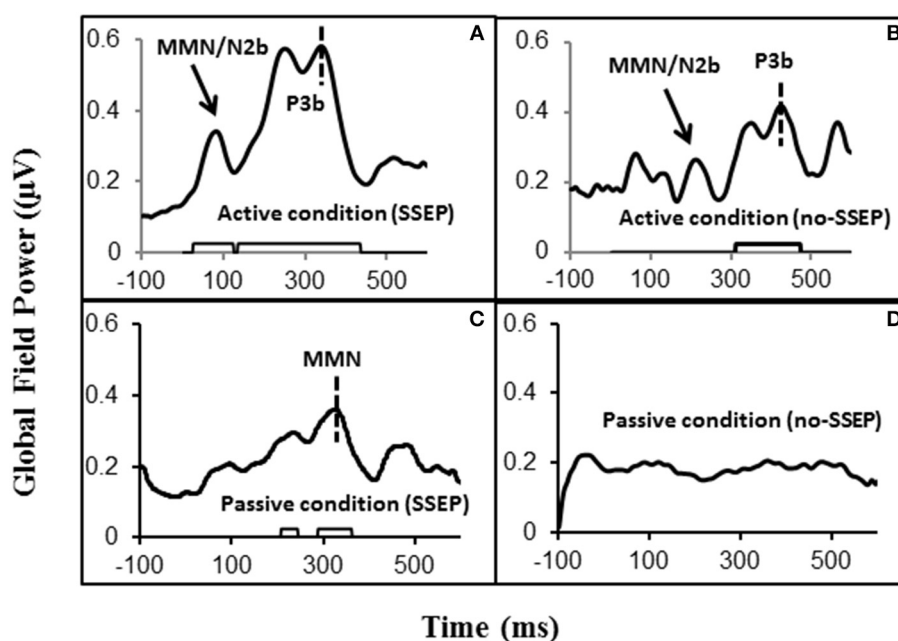 Global Field Power ((μV)
A
0.6
0.4
0.2
0
MMN/N2b
P3b
Active condition (SSEP)
-100 100 300 500
B
0.6
0.4
0.2
0
MMN/N2b
P3b
Active condition (no-SSEP)
-100 100 300 500
C
0.6
0.4
0.2
0
MMN
Passive condition (SSEP)
-100 100 300 500
D
0.6
0.4
0.2
0
Passive condition (no-SSEP)
-100 100 300 500
Time (ms)